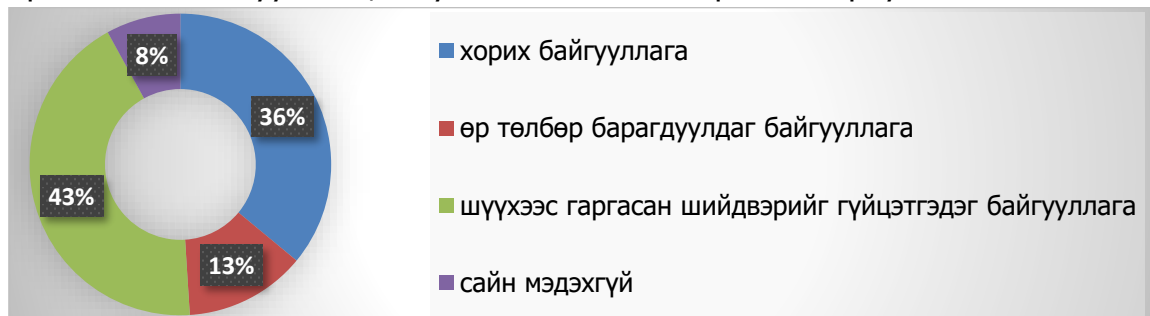 8%
36%
43%
13%
хорих байгууллага
өр төлбөр барагдуулдаг байгууллага
шүүхээс гаргасан шийдвэрийг гүйцэтгэдэг байгууллага
сайн мэдэхгүй